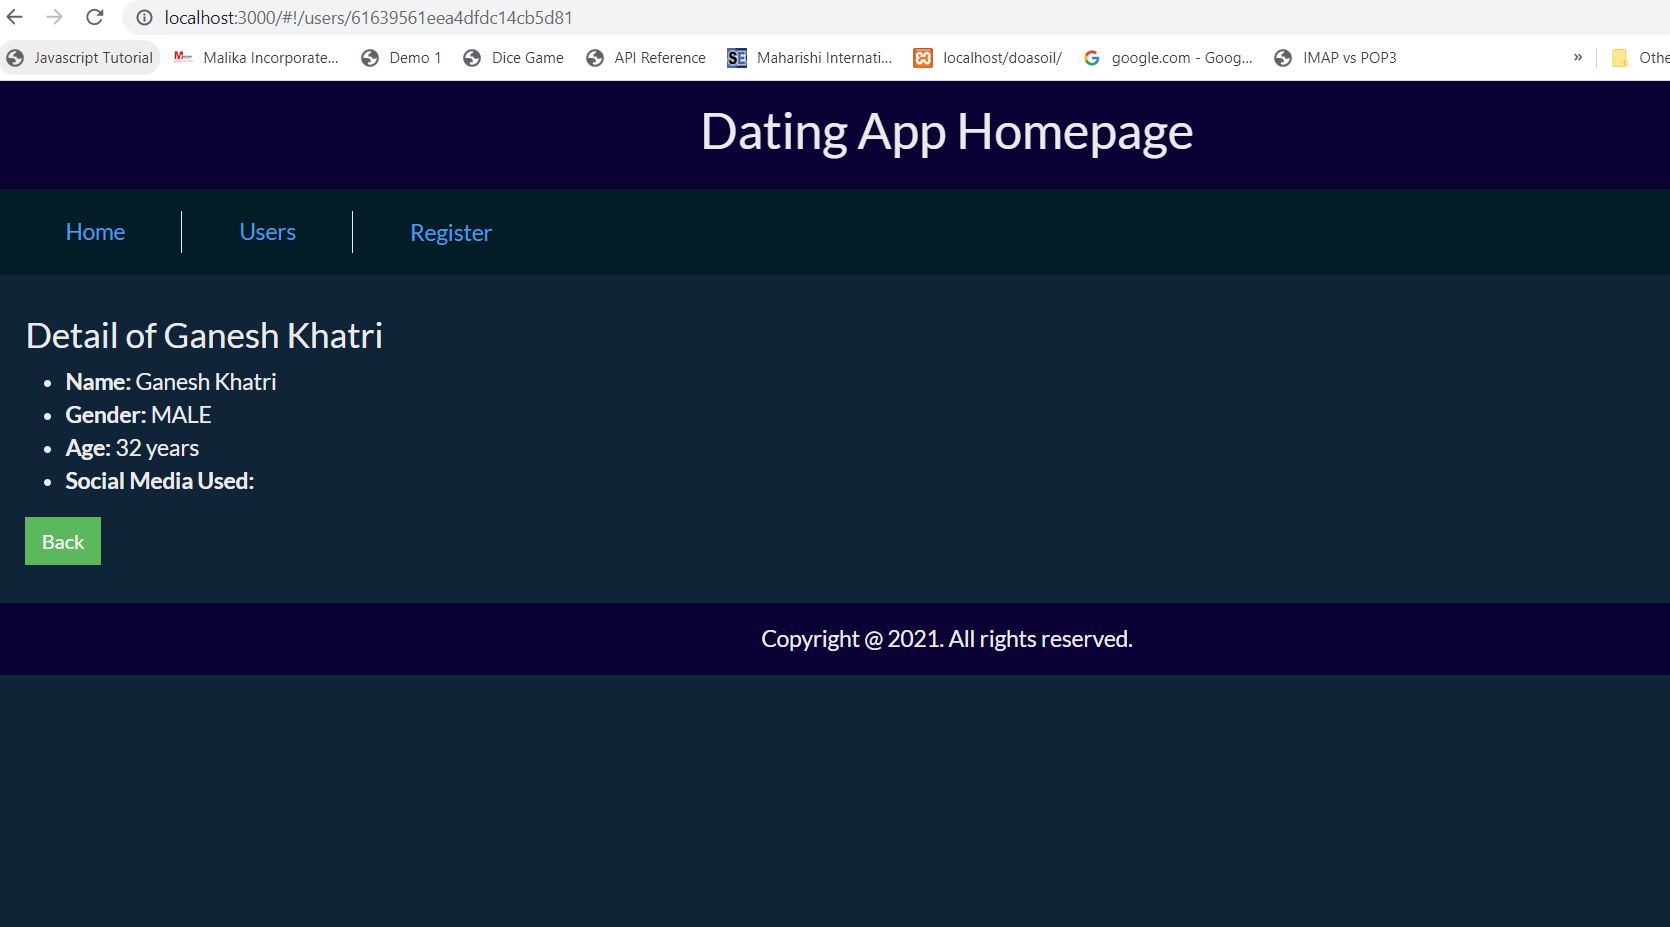 localhost:3000/#!/users/61639561eea4dfdc14cb5d81
Javascript Tutorial Malika Incorporate... Demo 1 Dice Game API Reference SE Maharishi Internati... localhost/doasoil/ google.com - Goog... IMAP vs POP3 » Othe
Dating App Homepage
Home Users Register
Detail of Ganesh Khatri
• Name: Ganesh Khatri
• Gender: MALE
• Age: 32 years
• Social Media Used:
Back
Copyright @ 2021. All rights reserved.